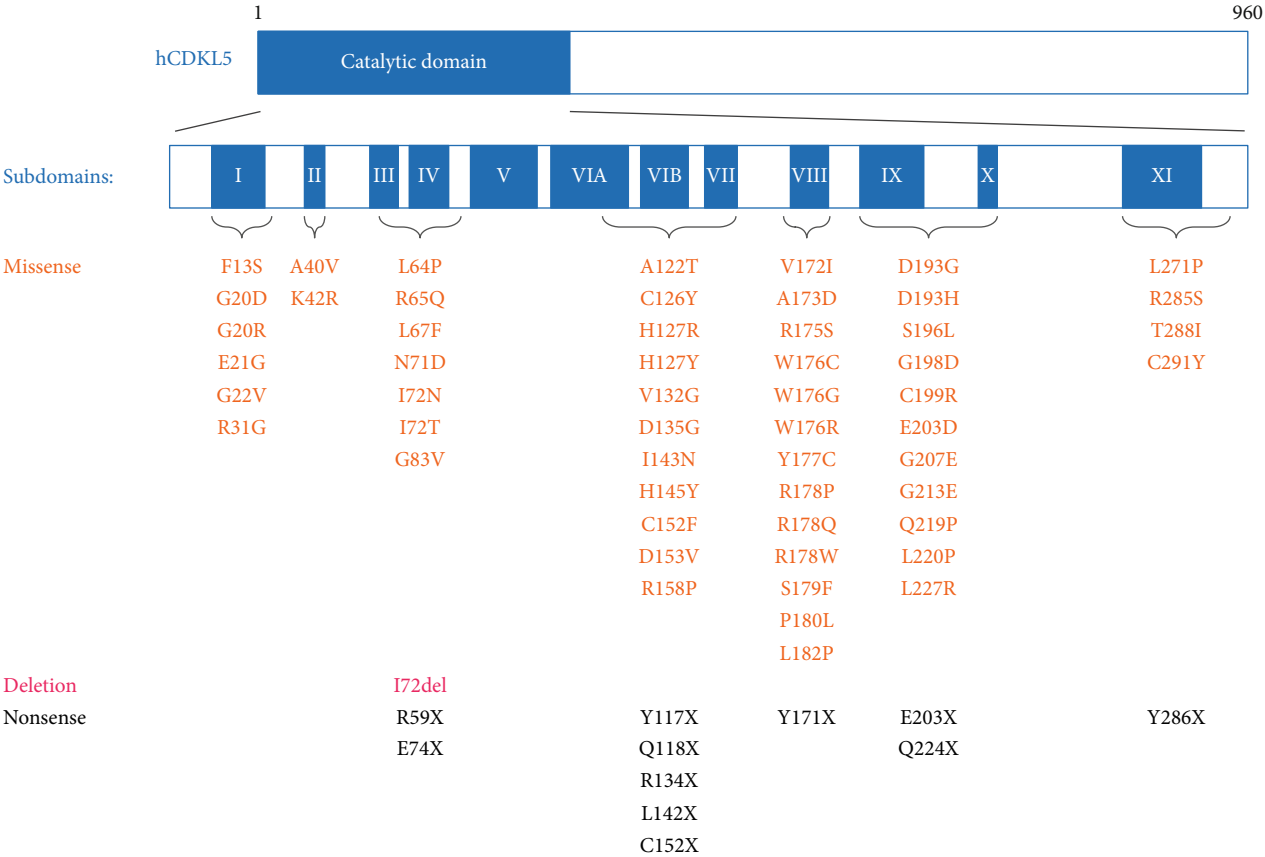 1 960
hCDKL5 Catalytic domain
Subdomains: I II III IV V VIA VIB VII VIII IX X XI
Missense F13S A40V L64P A122T V172I D193G L271P
G20D K42R R65Q C126Y A173D D193H R285S
G20R L67F H127R R175S S196L T288I
E21G N71D H127Y W176C G198D C291Y
G22V I72N V132G W176G C199R
R31G I72T D135G W176R E203D
G83V I143N Y177C G207E
H145Y R178P G213E
C152F R178Q Q219P
D153V R178W L220P
R158P S179F L227R
P180L
L182P
Deletion I72del
Nonsense R59X Y117X Y171X E203X Y286X
E74X Q118X Q224X
R134X
L142X
C152X